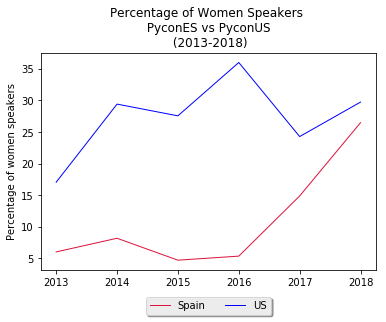 Percentage of Women Speakers
PyconES vs PyconUS
(2013-2018)
Percentage of women speakers
35
30
25
20
15
10
5
2013 2014 2015 2016 2017 2018
Spain US